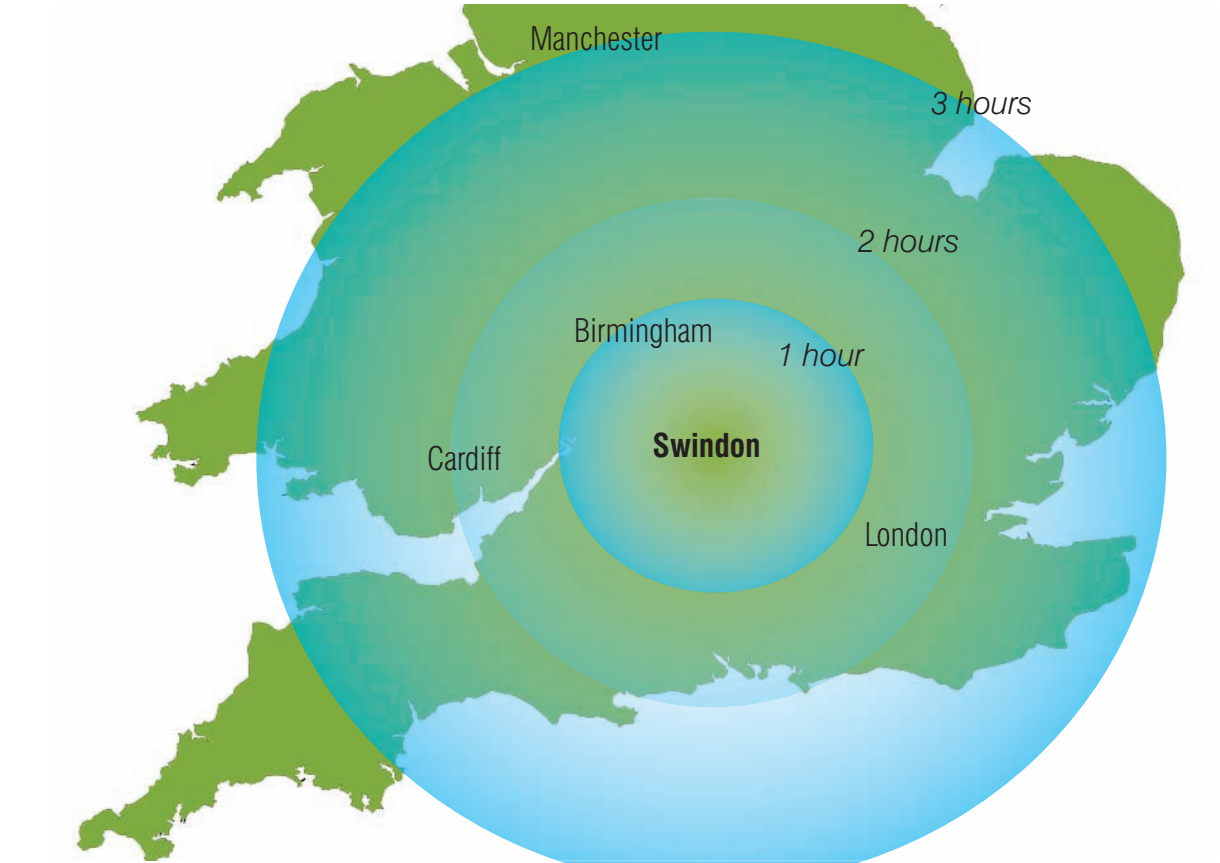 Manchester
3 hours
2 hours
Birmingham
1 hour
Swindon
Cardiff
London